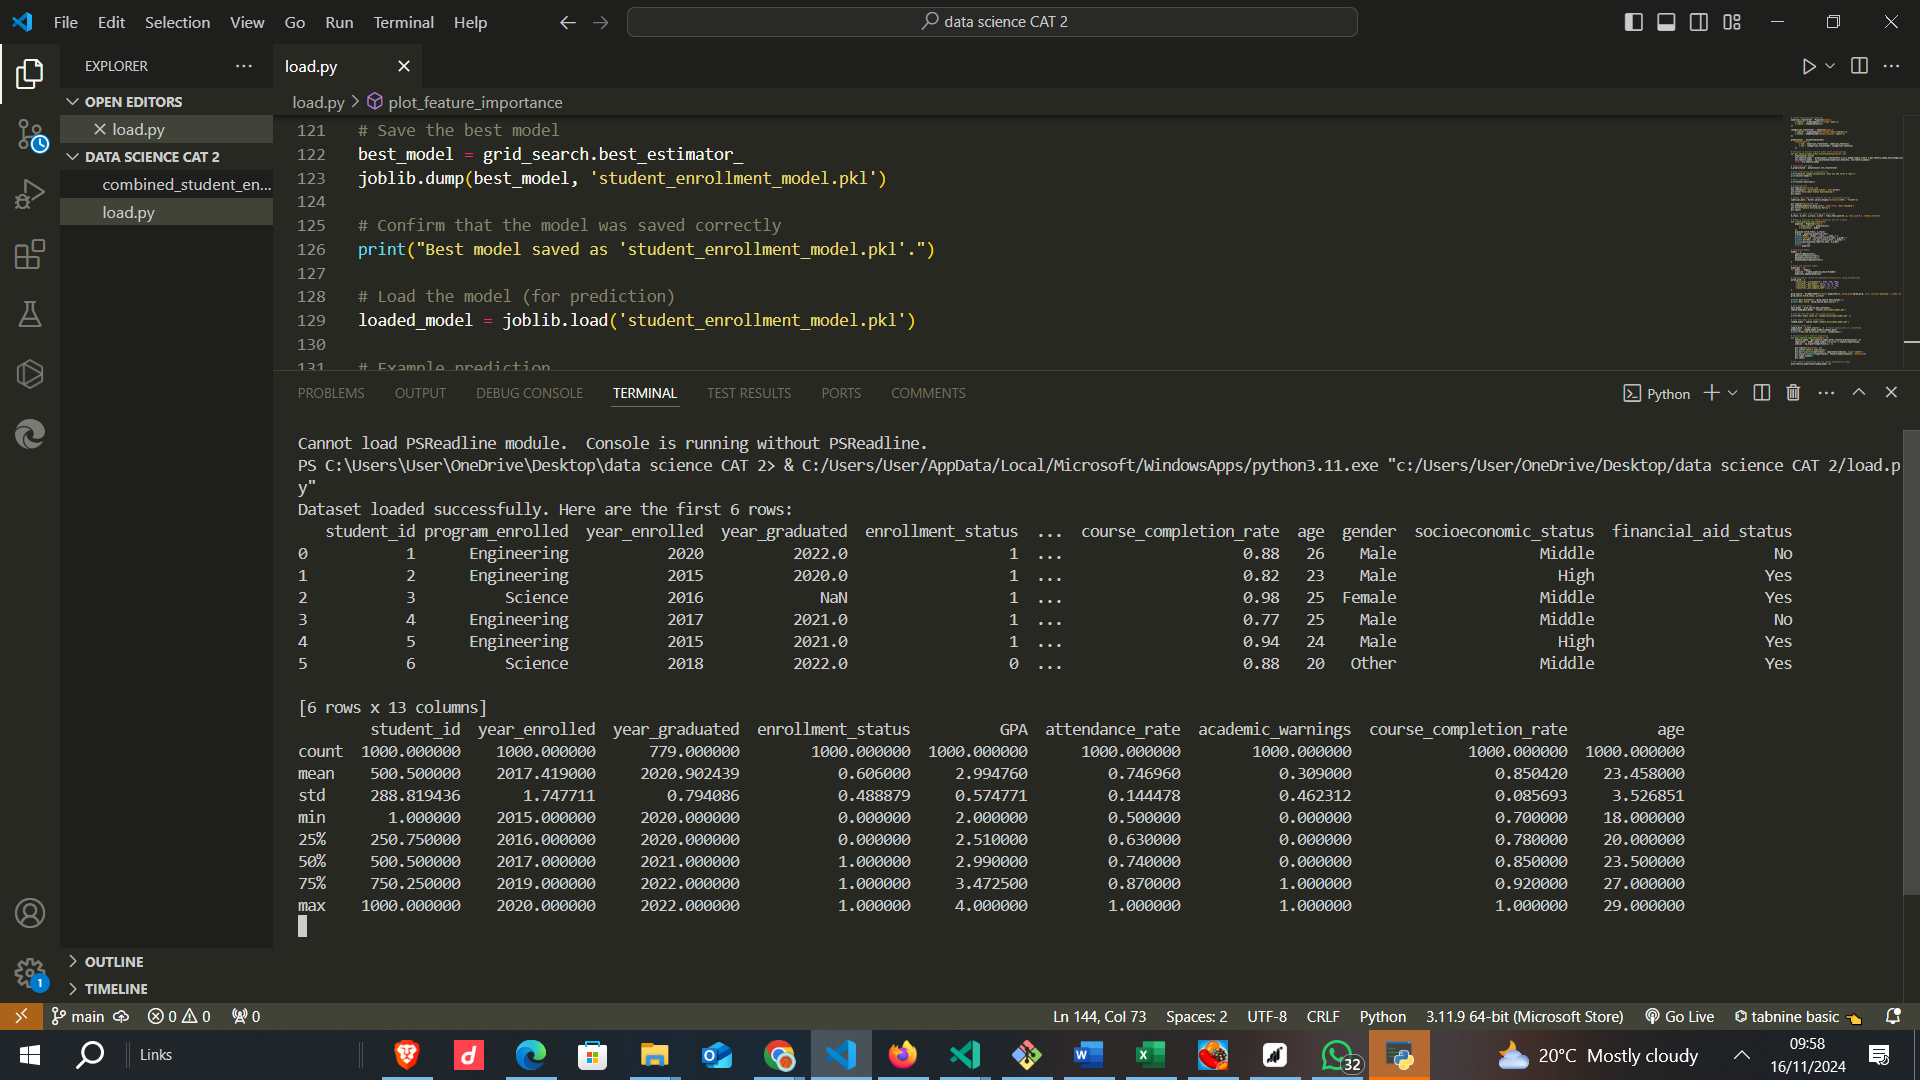 File Edit Selection View Go Run Terminal Help
data science CAT 2
EXPLORER
load.py
OPEN EDITORS
load.py
DATA SCIENCE CAT 2
combined_student_en...
load.py
load.py > plot_feature_importance
121 # Save the best model
122 best_model = grid_search.best_estimator_
123 joblib.dump(best_model, 'student_enrollment_model.pkl')
124
125 # Confirm that the model was saved correctly
126 print("Best model saved as 'student_enrollment_model.pkl'.")
127
128 # Load the model (for prediction)
129 loaded_model = joblib.load('student_enrollment_model.pkl')
130
131 # Example prediction
PROBLEMS OUTPUT DEBUG CONSOLE TERMINAL TEST RESULTS PORTS COMMENTS
Python
Cannot load PSReadline module.  Console is running without PSReadline.
PS C:\Users\User\OneDrive\Desktop\data science CAT 2> & C:/Users/User/AppData/Local/Microsoft/WindowsApps/python3.11.exe "c:/Users/User/OneDrive/Desktop/data science CAT 2/load.p
y"
Dataset loaded successfully. Here are the first 6 rows:
student_id program_enrolled year_enrolled year_graduated enrollment_status ... course_completion_rate age gender socioeconomic_status financial_aid_status
0 1 Engineering 2020 2022.0 1 ... 0.88 26 Male Middle No
1 2 Engineering 2015 2020.0 1 ... 0.82 23 Male High Yes
2 3 Science 2016 NaN 1 ... 0.98 25 Female Middle Yes
3 4 Engineering 2017 2021.0 1 ... 0.77 25 Male Middle No
4 5 Engineering 2015 2021.0 1 ... 0.94 24 Male High Yes
5 6 Science 2018 2022.0 0 ... 0.88 20 Other Middle Yes
[6 rows x 13 columns]
student_id year_enrolled year_graduated enrollment_status GPA attendance_rate academic_warnings course_completion_rate age
count 1000.000000 1000.000000 779.000000 1000.000000 1000.000000 1000.000000 1000.000000 1000.000000 1000.000000
mean 500.500000 2017.419000 2020.902439 0.606000 2.994760 0.746960 0.309000 0.850420 23.458000
std 288.819436 1.747711 0.794086 0.488879 0.574771 0.144478 0.462312 0.085693 3.526851
min 1.000000 2015.000000 2020.000000 0.000000 2.000000 0.500000 0.000000 0.700000 18.000000
25% 250.750000 2016.000000 2020.000000 0.000000 2.510000 0.630000 0.000000 0.780000 20.000000
50% 500.500000 2017.000000 2021.000000 1.000000 2.990000 0.740000 0.000000 0.850000 23.500000
75% 750.250000 2019.000000 2022.000000 1.000000 3.472500 0.870000 1.000000 0.920000 27.000000
max 1000.000000 2020.000000 2022.000000 1.000000 4.000000 1.000000 1.000000 1.000000 29.000000
OUTLINE
1
TIMELINE
main 0 0 0 Ln 144, Col 73 Spaces: 2 UTF-8 CRLF Python 3.11.9 64-bit (Microsoft Store) Go Live tabnine basic
Links 32 20°C Mostly cloudy 09:58
16/11/2024